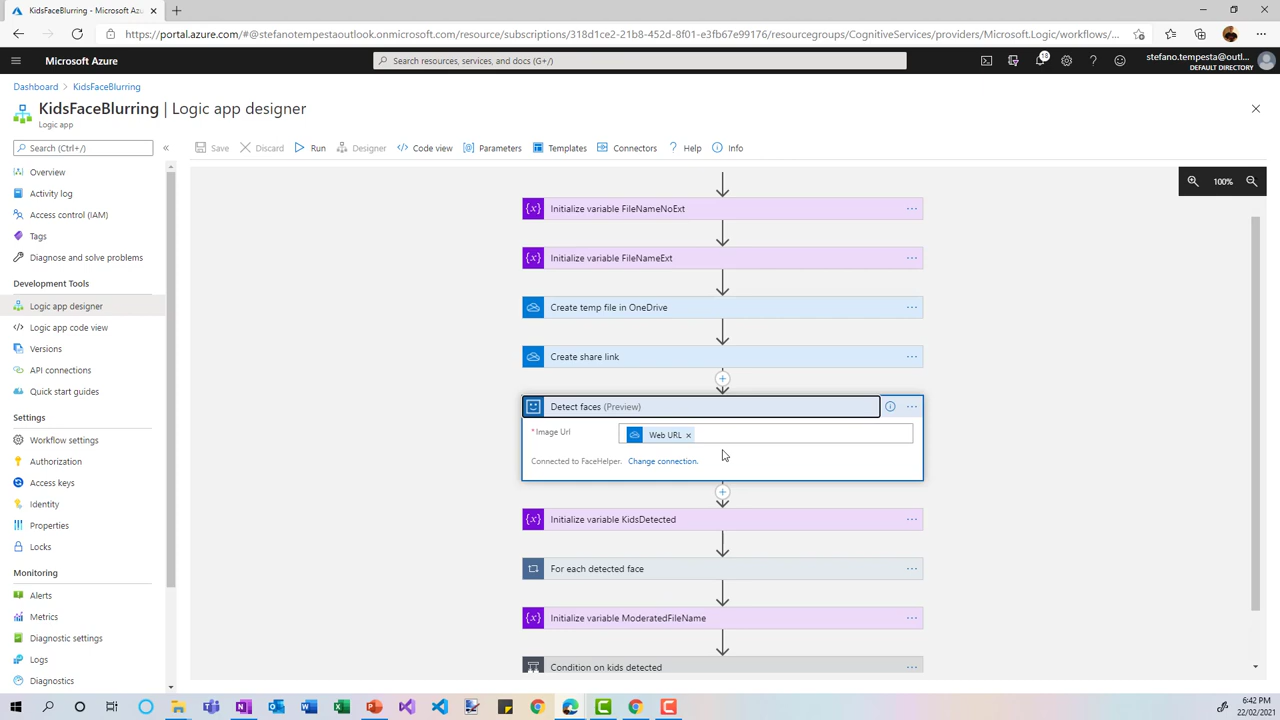 KidsFaceBlurring - Microsoft Az
https://portal.azure.com/#@stefanotempestaoutlook.onmicrosoft.com/resource/subscriptions/318d1ce2-21b8-452d-8f01-e3fb67e99176/resourcegroups/CognitiveServices/providers/Microsoft.Logic/workflows/...
Microsoft Azure
Search resources, services, and docs (G+/)
stefano.tempesta@outl...
DEFAULT DIRECTORY
Dashboard > KidsFaceBlurring >
KidsFaceBlurring | Logic app designer
Logic app
Search (Ctrl+/)
«
Save
Discard
Run
Designer
Code view
Parameters
Templates
Connectors
Help
Info
100%
Overview
Activity log
Access control (IAM)
Tags
Diagnose and solve problems
Development Tools
Logic app designer
Logic app code view
Versions
API connections
Quick start guides
Settings
Workflow settings
Authorization
Access keys
Identity
Properties
Locks
Monitoring
Alerts
Metrics
Diagnostic settings
Logs
Diagnostics
Initialize variable FileNameNoExt
Initialize variable FileNameExt
Create temp file in OneDrive
Create share link
Detect faces (Preview)
*Image Url
Web URL
Connected to FaceHelper. Change connection.
Initialize variable KidsDetected
For each detected face
Initialize variable ModeratedFileName
Condition on kids detected
6:42 PM
22/02/2021